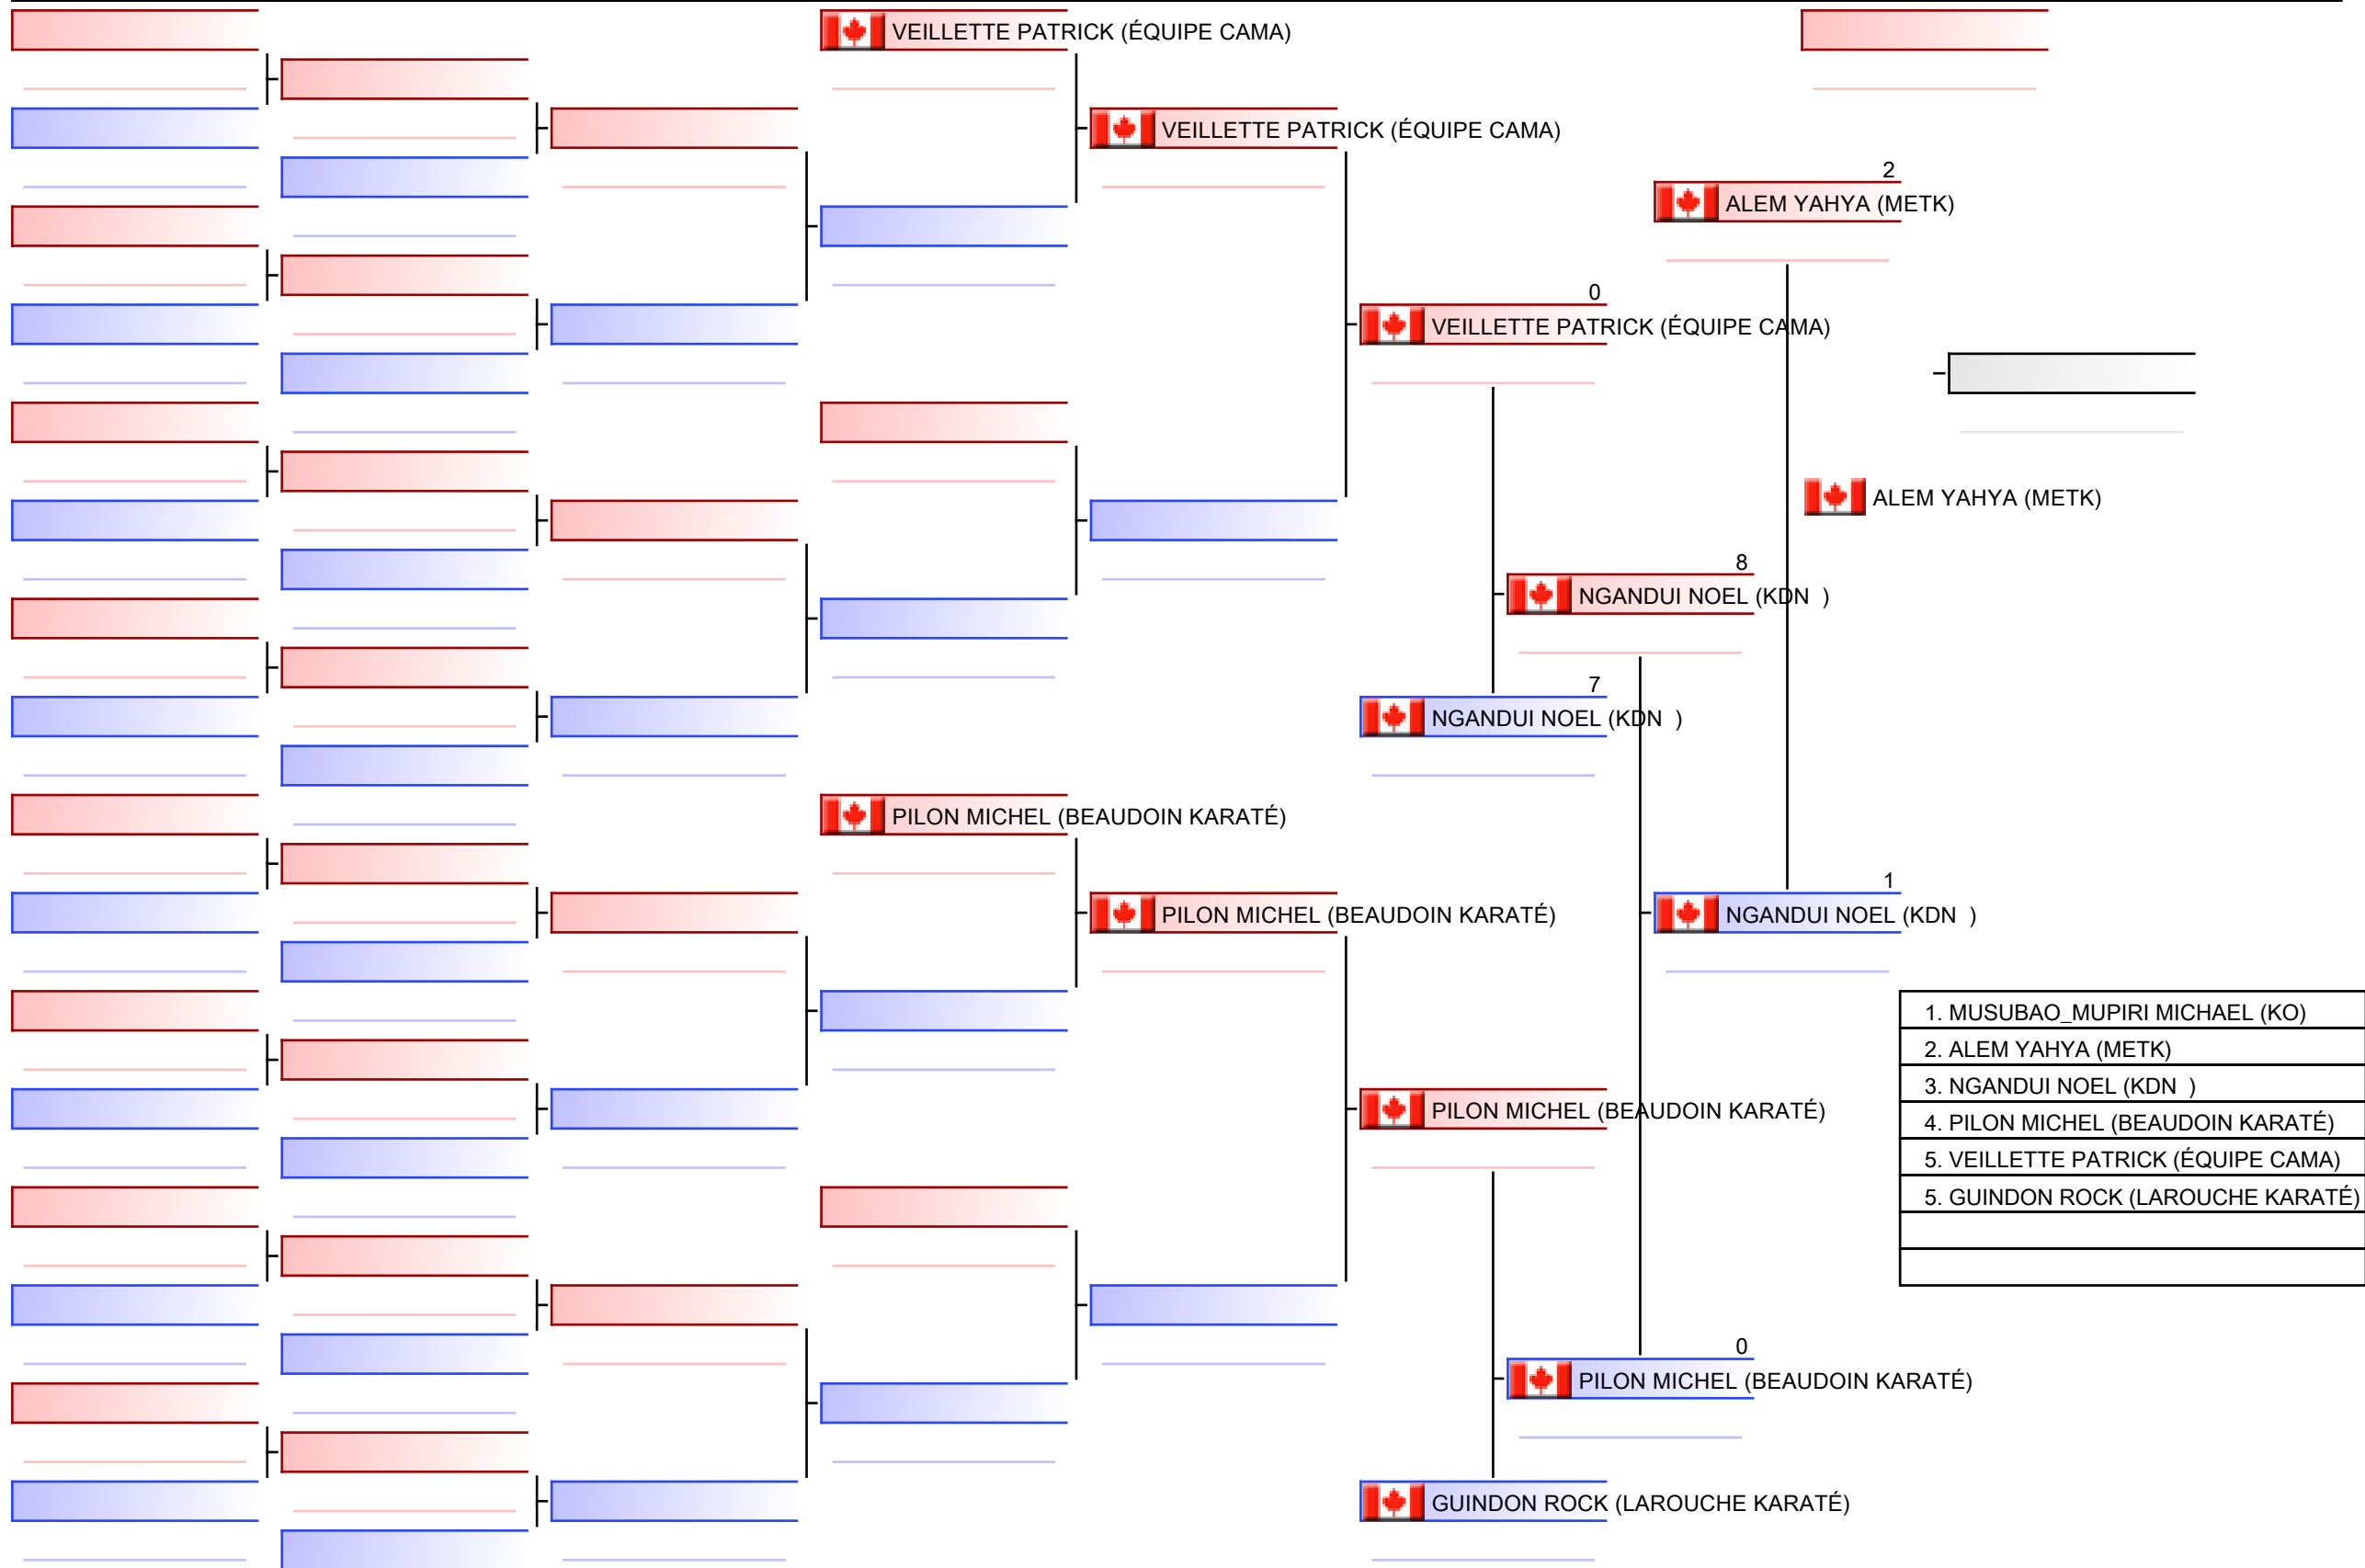 VEILLETTE PATRICK (ÉQUIPE CAMA)
VEILLETTE PATRICK (ÉQUIPE CAMA)
2
ALEM YAHYA (METK)
0
VEILLETTE PATRICK (ÉQUIPE CAMA)
ALEM YAHYA (METK)
8
NGANDUI NOEL (KDN )
7
NGANDUI NOEL (KDN )
PILON MICHEL (BEAUDOIN KARATÉ)
1
PILON MICHEL (BEAUDOIN KARATÉ)
NGANDUI NOEL (KDN )
1. MUSUBAO_MUPIRI MICHAEL (KO)
2. ALEM YAHYA (METK)
3. NGANDUI NOEL (KDN )
PILON MICHEL (BEAUDOIN KARATÉ)
4. PILON MICHEL (BEAUDOIN KARATÉ)
5. VEILLETTE PATRICK (ÉQUIPE CAMA)
5. GUINDON ROCK (LAROUCHE KARATÉ)
0
PILON MICHEL (BEAUDOIN KARATÉ)
GUINDON ROCK (LAROUCHE KARATÉ)